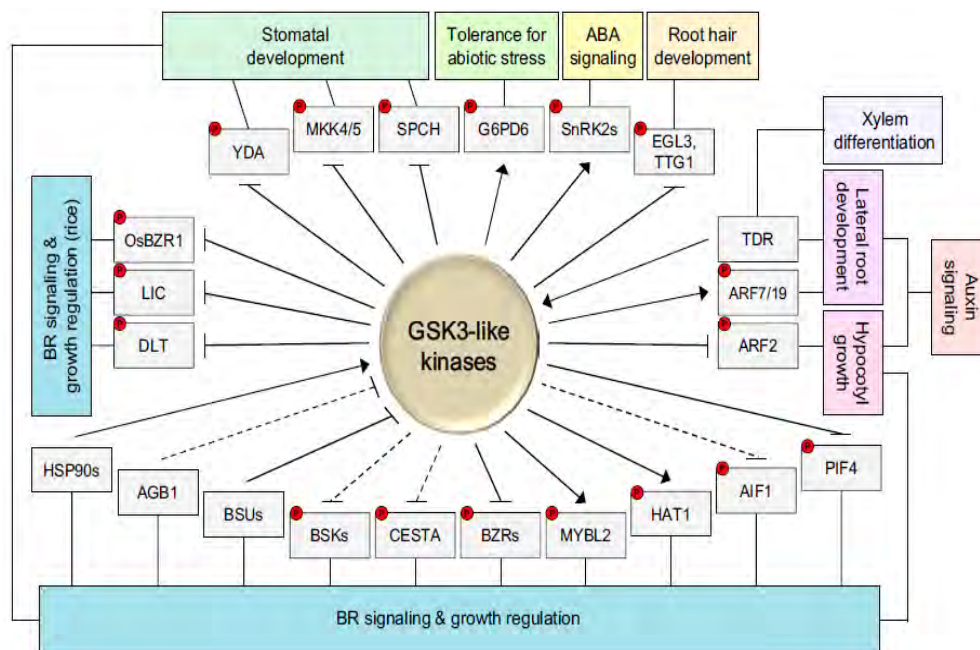 Stomatal
development
Tolerance for
abiotic stress
ABA
signaling
Root hair
development
P
YDA
P
MKK4/5
P
SPCH
P
G6PD6
P
SnRK2s
P
EGL3,
TTG1
Xylem
differentiation
BR signaling &
growth regulation (rice)
P
OsBZR1
P
LIC
P
DLT
GSK3-like
kinases
TDR
P
ARF7/19
P
ARF2
Lateral root
development
Hypocotyl
growth
Auxin
signaling
HSP90s
AGB1
BSUs
P
BSKs
P
CESTA
P
BZRs
P
MYBL2
P
HAT1
P
AIF1
P
PIF4
BR signaling & growth regulation